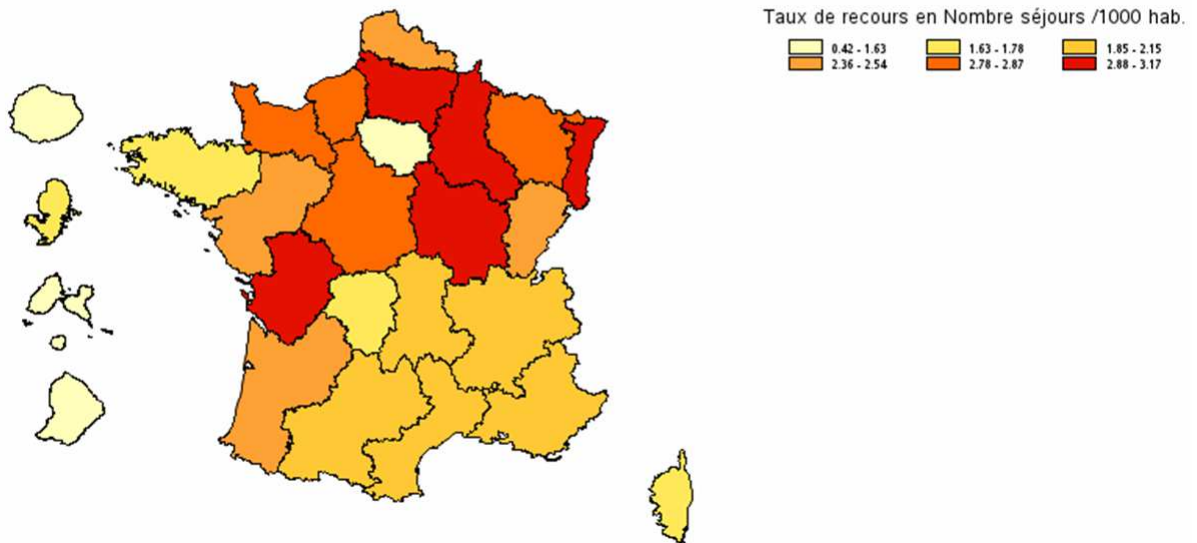 Taux de recours en Nombre séjours /1000 hab.
0.42 - 1.63 1.63 - 1.78 1.85 - 2.15
2.36 - 2.54 2.78 - 2.87 2.88 - 3.17